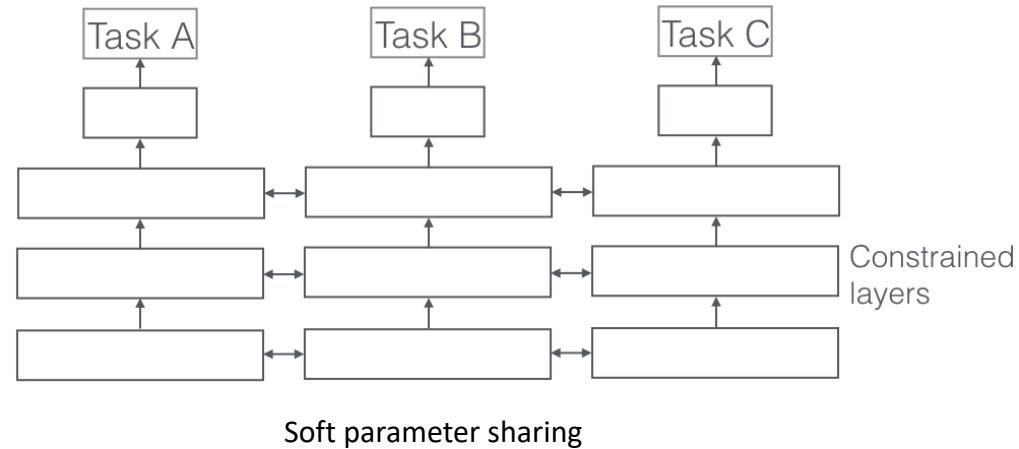 Task A
Task B
Task C
Constrained
layers
Soft parameter sharing